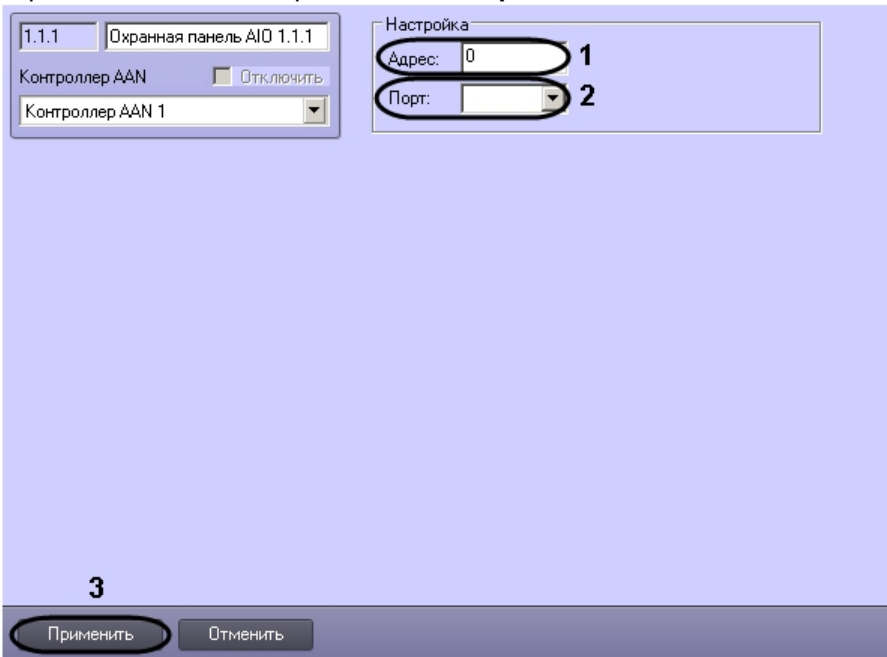 1.1.1 Охранная панель AIO 1.1.1
Контроллер AAN Отключить
Контроллер AAN 1
Настройка
Адрес: 0 1
Порт: 2
3
Применить Отменить